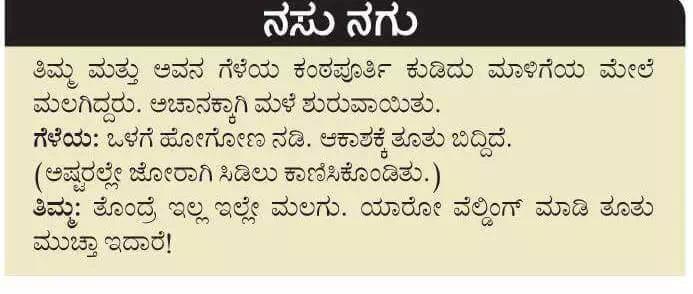 ನಸು ನಗು
ತಿಮ್ಮ ಮತ್ತು ಅವನ ಗೆಳೆಯ ಕಂಠಪೂರ್ತಿ ಕುಡಿದು ಮಾಳಿಗೆಯ ಮೇಲೆ
ಮಲಗಿದ್ದರು. ಅಚಾನಕ್ಕಾಗಿ ಮಳೆ ಶುರುವಾಯಿತು.
ಗೆಳೆಯ: ಒಳಗೆ ಹೋಗೋಣ ನಡಿ. ಆಕಾಶಕ್ಕೆ ತೂತು ಬಿದ್ದಿದೆ.
(ಅಷ್ಟರಲ್ಲೇ ಜೋರಾಗಿ ಸಿಡಿಲು ಕಾಣಿಸಿಕೊಂಡಿತು.)
ತಿಮ್ಮ: ತೊಂದ್ರೆ ಇಲ್ಲ ಇಲ್ಲೇ ಮಲಗು. ಯಾರೋ ವೆಲ್ಡಿಂಗ್ ಮಾಡಿ ತೂತು
ಮುಚ್ತಾ ಇದಾರೆ!